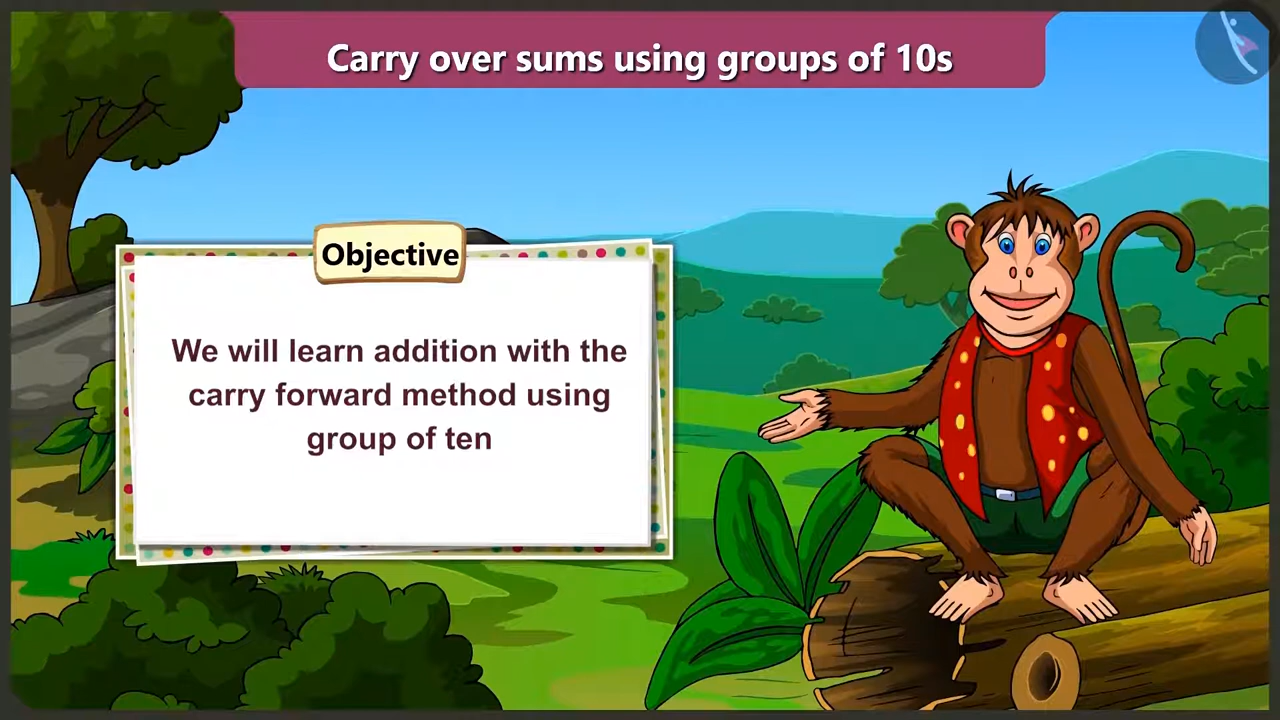 Carry over sums using groups of 10s
Objective
We will learn addition with the
carry forward method using
group of ten